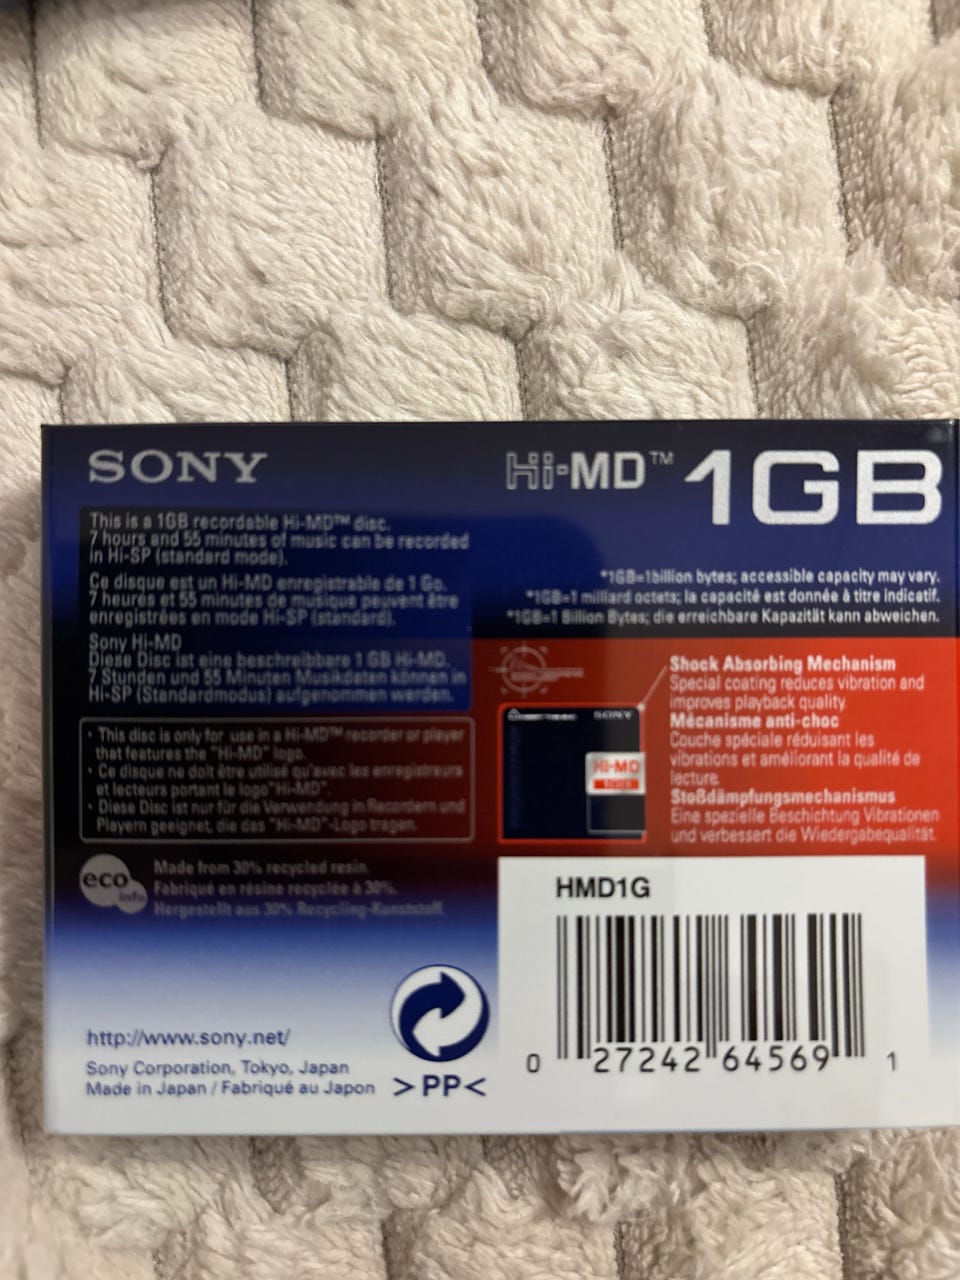 SONY
Hi-MD™ 1GB
This is a 1GB recordable Hi-MD™ disc.
7 hours and 55 minutes of music can be recorded
in Hi-SP (standard mode).
Ce disque est un Hi-MD enregistrable de 1 Go.
7 heures et 55 minutes de musique peuvent être
enregistrées en mode Hi-SP (standard).
Sony Hi-MD
Diese Disc ist eine beschreibbare 1 GB Hi-MD.
7 Stunden und 55 Minuten Musikdaten können in
Hi-SP (Standardmodus) aufgenommen werden.
• This disc is only for use in a Hi-MD™ recorder or player
that features the "Hi-MD" logo.
• Ce disque ne doit être utilisé qu'avec les enregistreurs
et lecteurs portant le logo "Hi-MD".
• Diese Disc ist nur für die Verwendung in Recordern und
Playern geeignet, die das "Hi-MD"-Logo tragen.
eco
info
Made from 30% recycled resin.
Fabriqué en résine recyclée à 30%.
Hergestellt aus 30% Recycling-Kunststoff.
http://www.sony.net/
Sony Corporation, Tokyo, Japan
Made in Japan / Fabriqué au Japon
>PP<
*1GB=1billion bytes; accessible capacity may vary.
*1GB=1 milliard octets; la capacité est donnée à titre indicatif.
*1GB=1 Billion Bytes; die erreichbare Kapazität kann abweichen.
SONY
Hi-MD
Shock Absorbing Mechanism
Special coating reduces vibration and
improves playback quality.
Mécanisme anti-choc
Couche spéciale réduisant les
vibrations et améliorant la qualité de
lecture.
Stoßdämpfungsmechanismus
Eine spezielle Beschichtung Vibrationen
und verbessert die Wiedergabequalität.
HMD1G
0 27242 64569 1